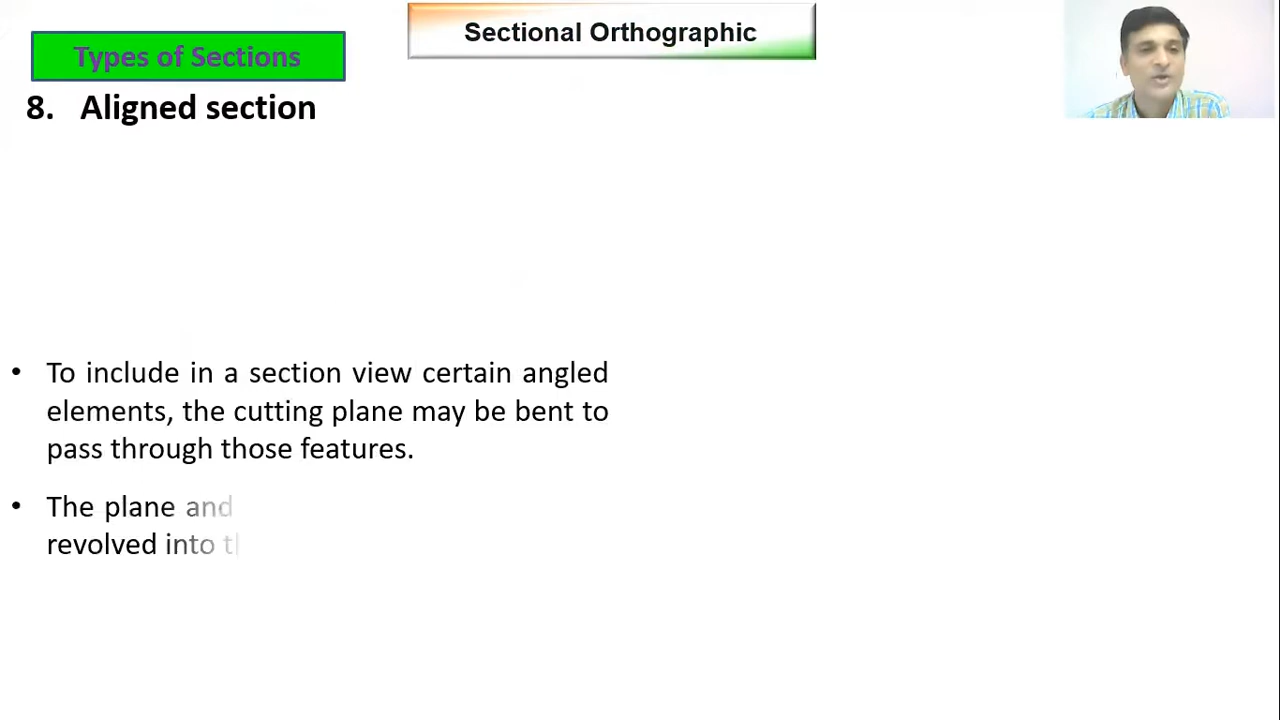 Sectional Orthographic
Types of Sections
8. Aligned section
• To include in a section view certain angled
elements, the cutting plane may be bent to
pass through those features.
• The plane and
revolved into